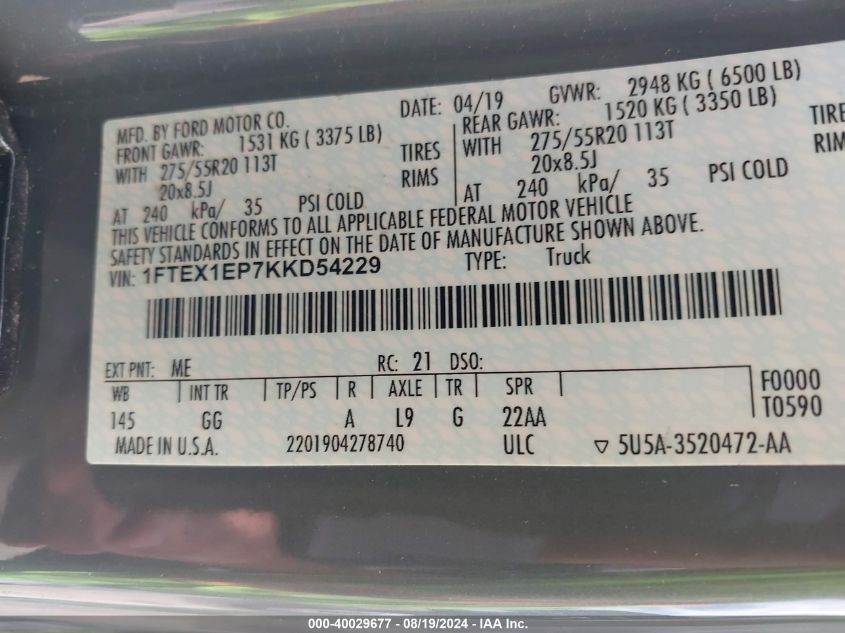 MFD. BY FORD MOTOR CO. DATE: 04/19 GVWR: 2948 KG ( 6500 LB)
FRONT GAWR: 1531 KG ( 3375 LB) REAR GAWR: 1520 KG ( 3350 LB)
WITH 275/55R20 113T TIRES WITH 275/55R20 113T TIRE
20x8.5J RIMS 20x8.5J RIM
AT 240 kPa/ 35 PSI COLD AT 240 kPa/ 35 PSI COLD
THIS VEHICLE CONFORMS TO ALL APPLICABLE FEDERAL MOTOR VEHICLE
SAFETY STANDARDS IN EFFECT ON THE DATE OF MANUFACTURE SHOWN ABOVE.
VIN: 1FTEX1EP7KKD54229 TYPE: Truck
EXT PNT: ME RC: 21 DSO:
WB INT TR TP/PS R AXLE TR SPR F0000
145 GG A L9 G 22AA T0590
MADE IN U.S.A. 2201904278740 ULC ▽ 5U5A-3520472-AA
000-40029677 - 08/19/2024 - IAA Inc.